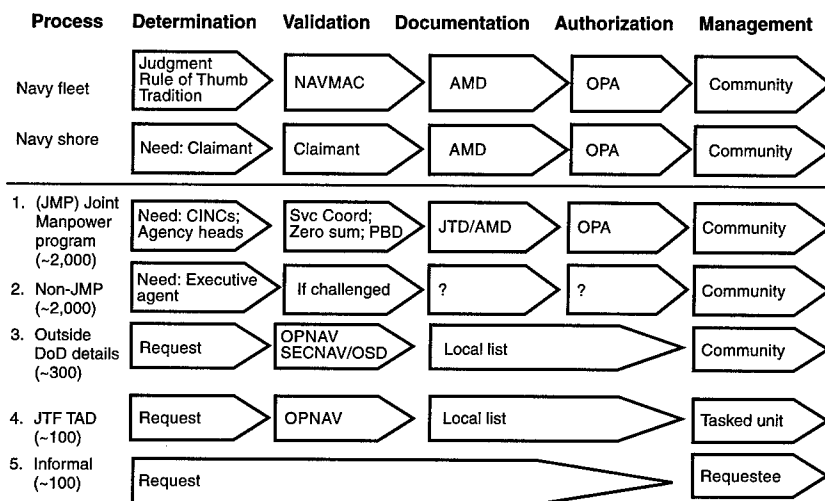 Process Determination Validation Documentation Authorization Management
Navy fleet
Judgment
Rule of Thumb
Tradition
NAVMAC
AMD
OPA
Community
Navy shore
Need: Claimant
Claimant
AMD
OPA
Community
1. (JMP) Joint
Manpower
program
(~2,000)
Need: CINCs;
Agency heads
Svc Coord;
Zero sum; PBD
JTD/AMD
OPA
Community
2. Non-JMP
(~2,000)
Need: Executive
agent
If challenged
?
?
Community
3. Outside
DoD details
(~300)
Request
OPNAV
SECNAV/OSD
Local list
Community
4. JTF TAD
(~100)
Request
OPNAV
Local list
Tasked unit
5. Informal
(~100)
Request
Requestee